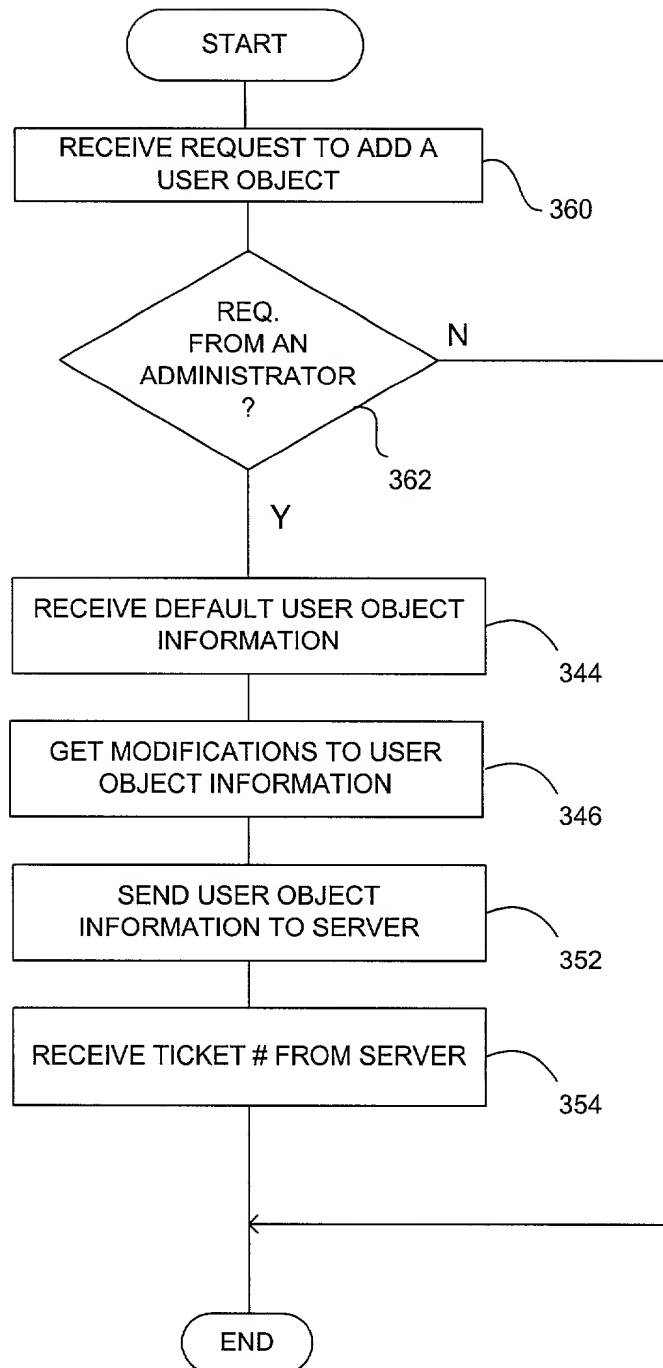 START
RECEIVE REQUEST TO ADD A
USER OBJECT
360
REQ.
FROM AN
ADMINISTRATOR
?
N
362
Y
RECEIVE DEFAULT USER OBJECT
INFORMATION
344
GET MODIFICATIONS TO USER
OBJECT INFORMATION
346
SEND USER OBJECT
INFORMATION TO SERVER
352
RECEIVE TICKET # FROM SERVER
354
END